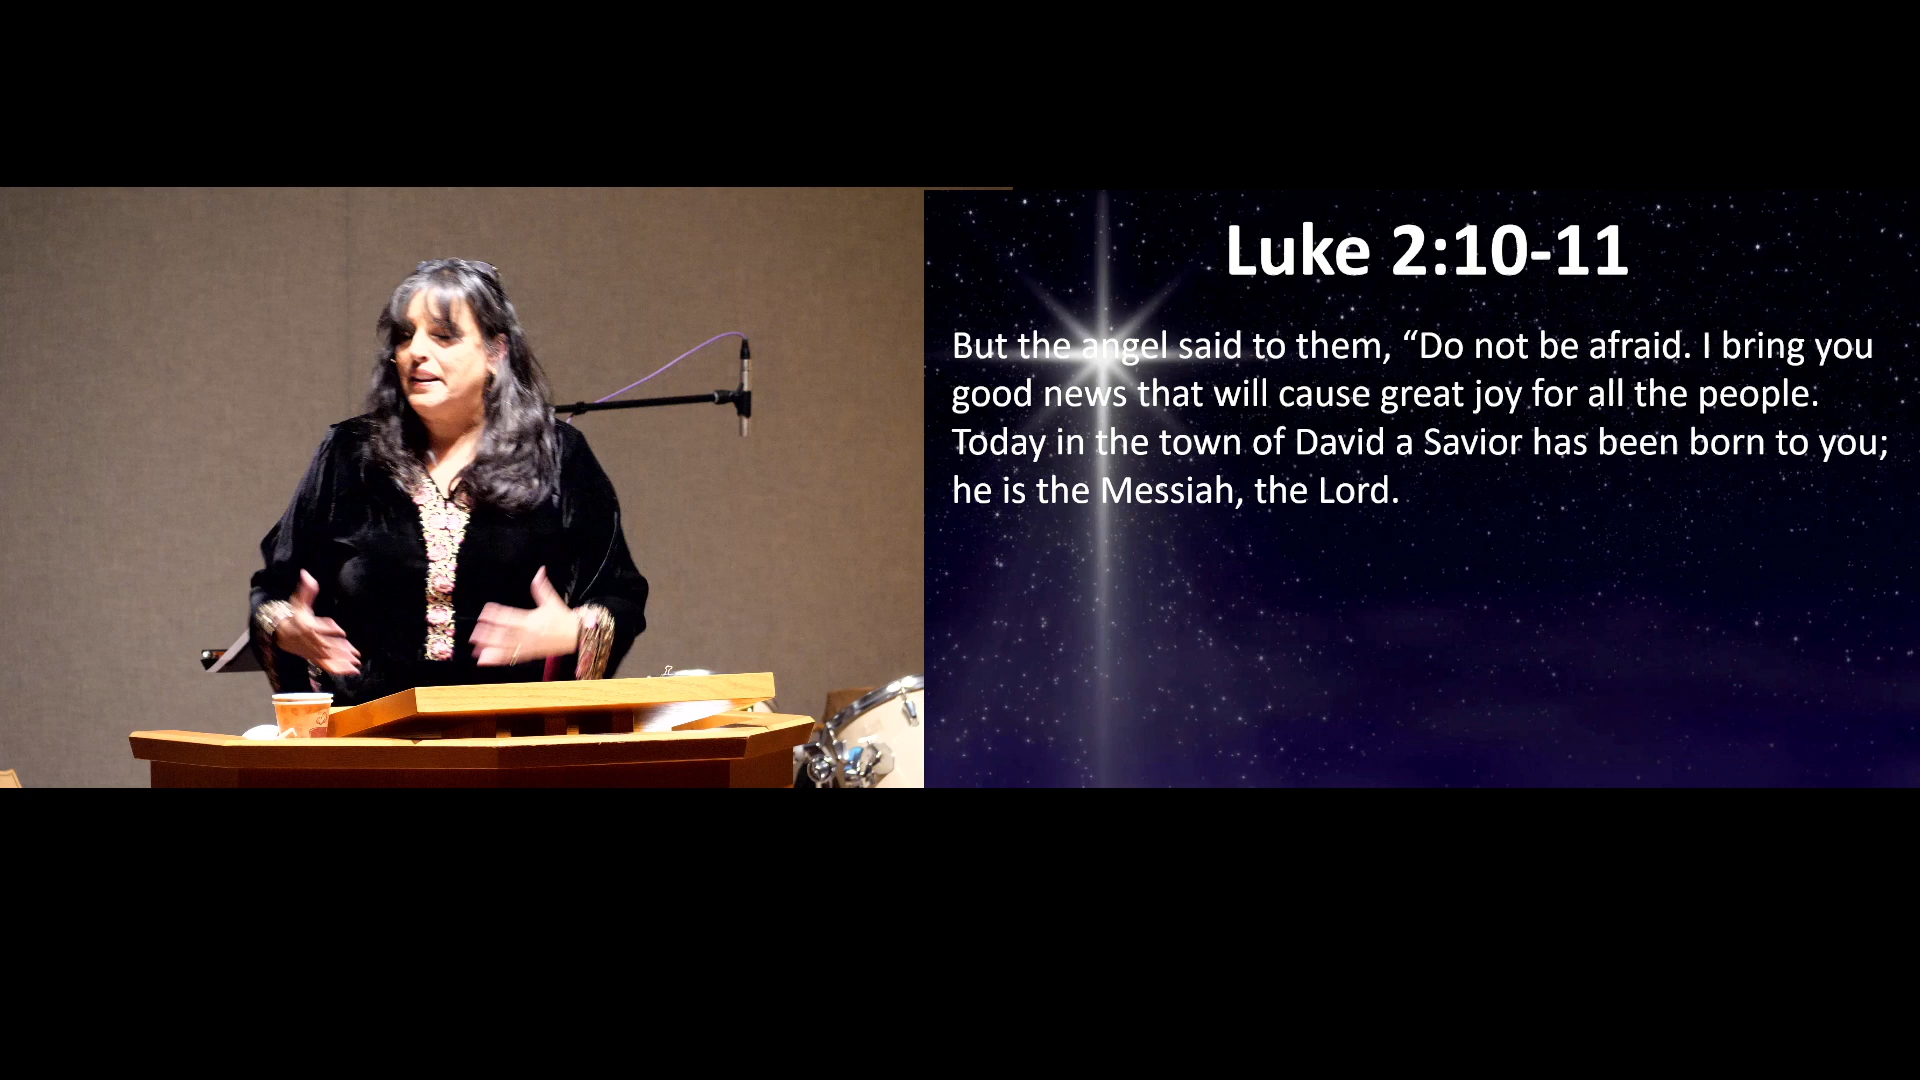 Luke 2:10-11
But the angel said to them, “Do not be afraid. I bring you
good news that will cause great joy for all the people.
Today in the town of David a Savior has been born to you;
he is the Messiah, the Lord.